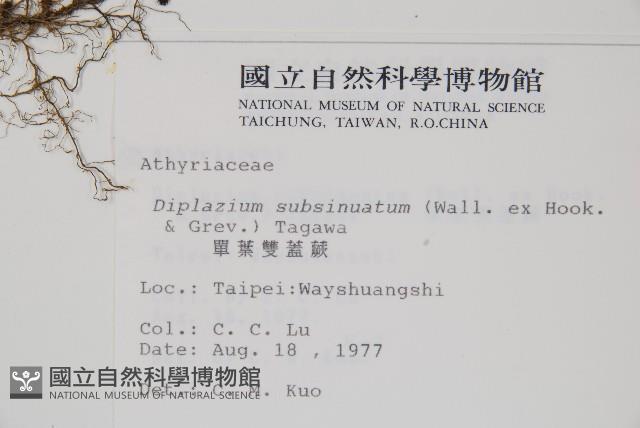 國立自然科學博物館
NATIONAL MUSEUM OF NATURAL SCIENCE
TAICHUNG, TAIWAN, R.O.CHINA
Athyriaceae
Diplazium subsinuatum (Wall. ex Hook.
& Grev.) Tagawa
單葉雙蓋蕨
Loc.: Taipei:Wayshuangshi
Col.: C. C. Lu
Date: Aug. 18 , 1977
Det.: C. M. Kuo
國立自然科學博物館
NATIONAL MUSEUM OF NATURAL SCIENCE